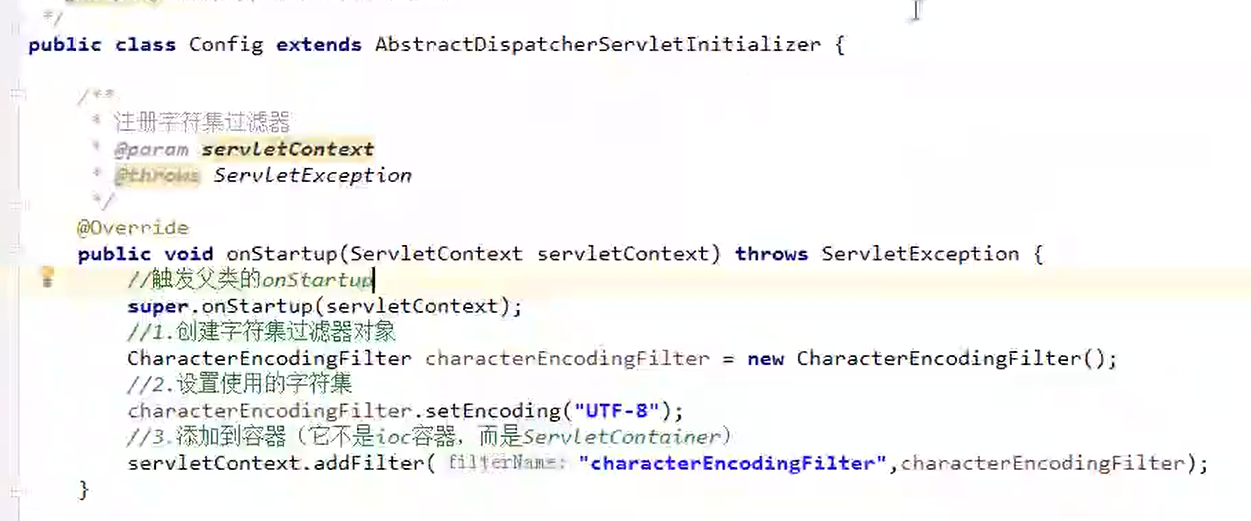 */
public class Config extends AbstractDispatcherServletInitializer {
/**
* 注册字符集过滤器
* @param servletContext
* @throws ServletException
*/
@Override
public void onStartup(ServletContext servletContext) throws ServletException {
//触发父类的onStartup
super.onStartup(servletContext);
//1.创建字符集过滤器对象
CharacterEncodingFilter characterEncodingFilter = new CharacterEncodingFilter();
//2.设置使用的字符集
characterEncodingFilter.setEncoding("UTF-8");
//3.添加到容器（它不是ioc容器，而是ServletContainer）
servletContext.addFilter( filterName: "characterEncodingFilter",characterEncodingFilter);
}